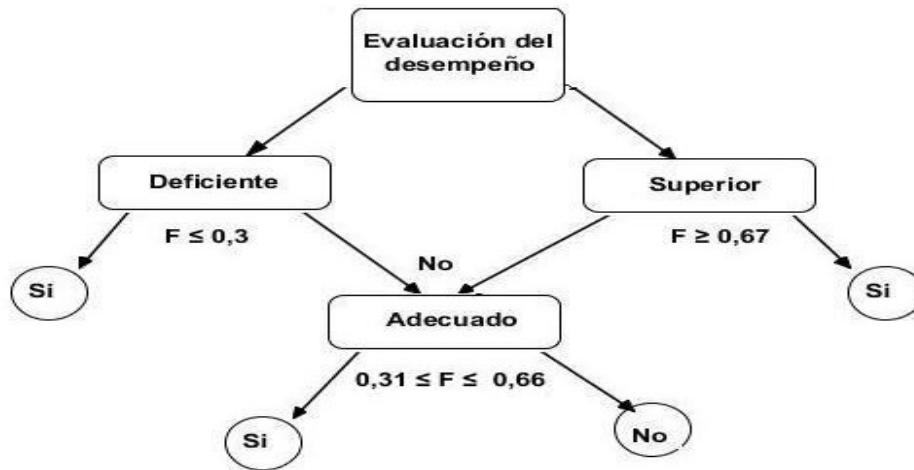 Evaluación del
desempeño
Deficiente
Superior
F ≤ 0,3
F ≥ 0,67
No
Si
Si
Adecuado
0,31 ≤ F ≤ 0,66
Si
No